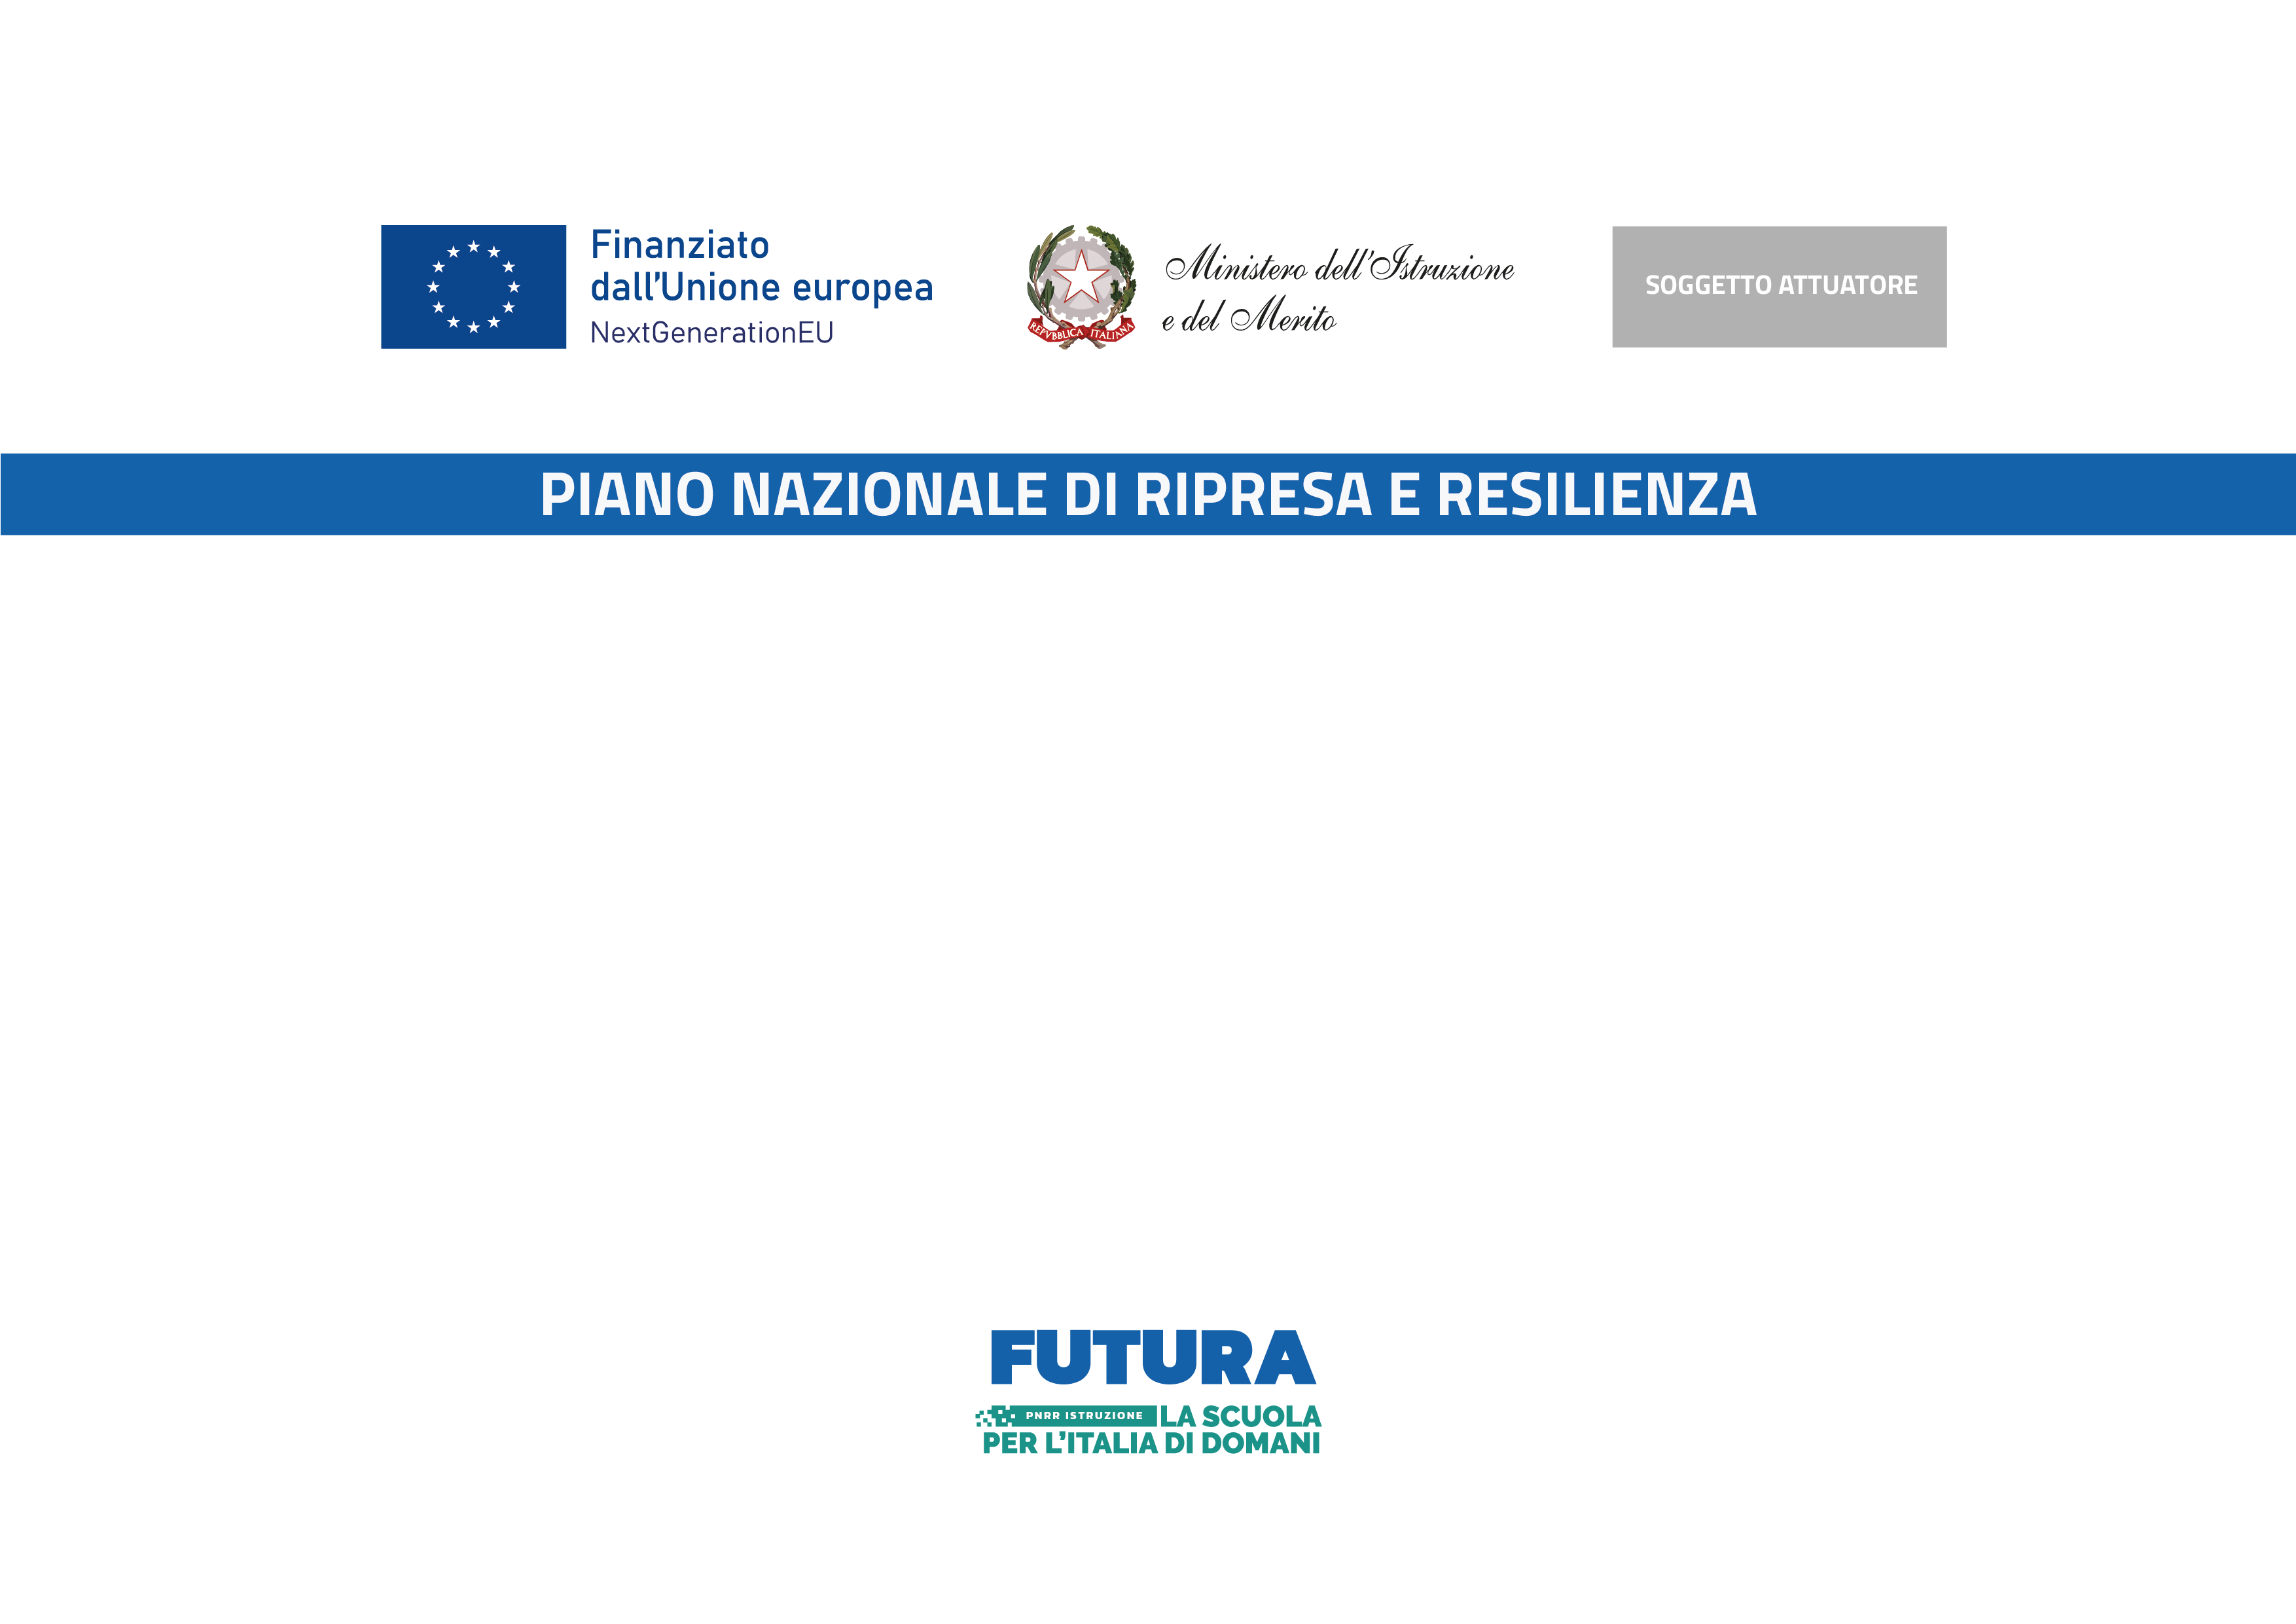 Finanziato
dall'Unione europea
NextGenerationEU
REPVBBLICA ITALIANA
Ministero dell'Istruzione
e del Merito
SOGGETTO ATTUATORE
PIANO NAZIONALE DI RIPRESA E RESILIENZA
FUTURA
PNRR ISTRUZIONE LA SCUOLA
PER L'ITALIA DI DOMANI